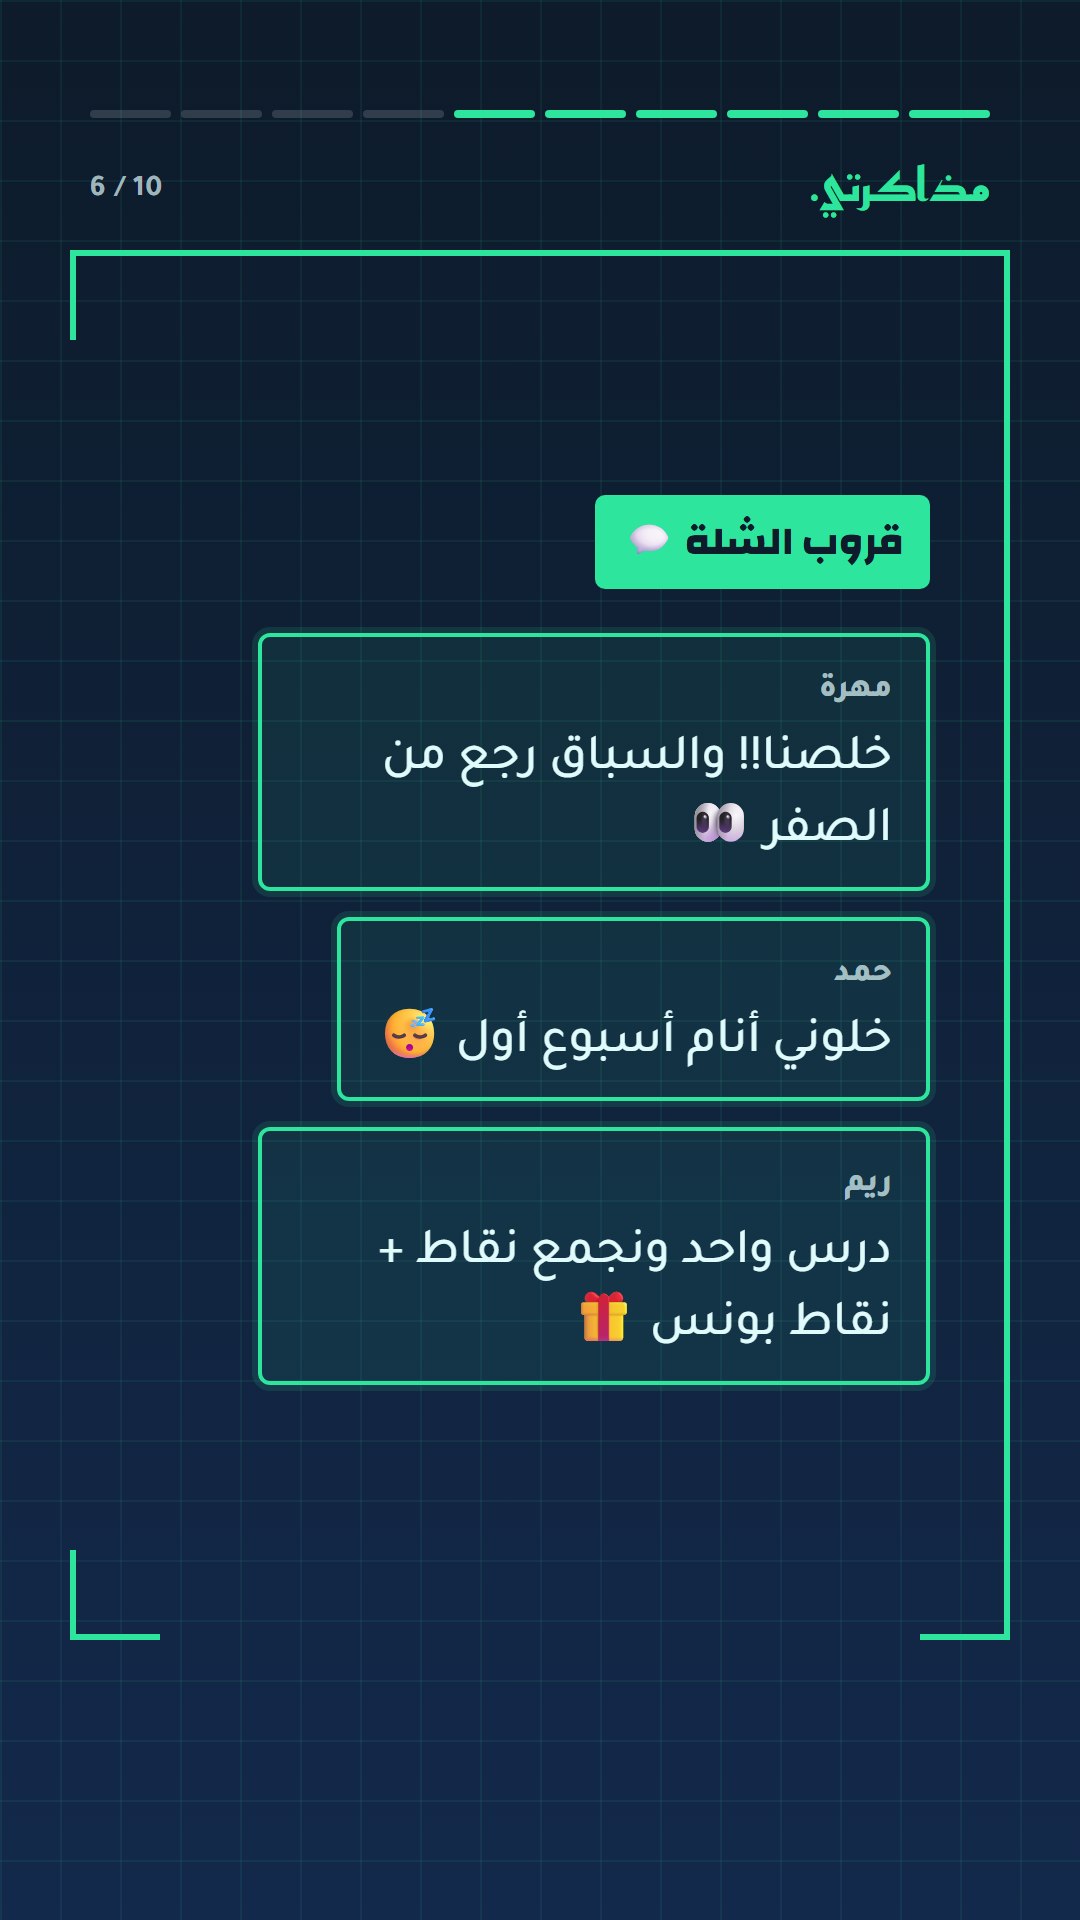 مذاكرتي.
6 / 10
قروب الشلة 💬
مهرة
خلصنا!! والسباق رجع من
الصفر 👀
حمد
خلوني أنام أسبوع أول 😴
ريم
درس واحد ونجمع نقاط +
نقاط بونس 🎁